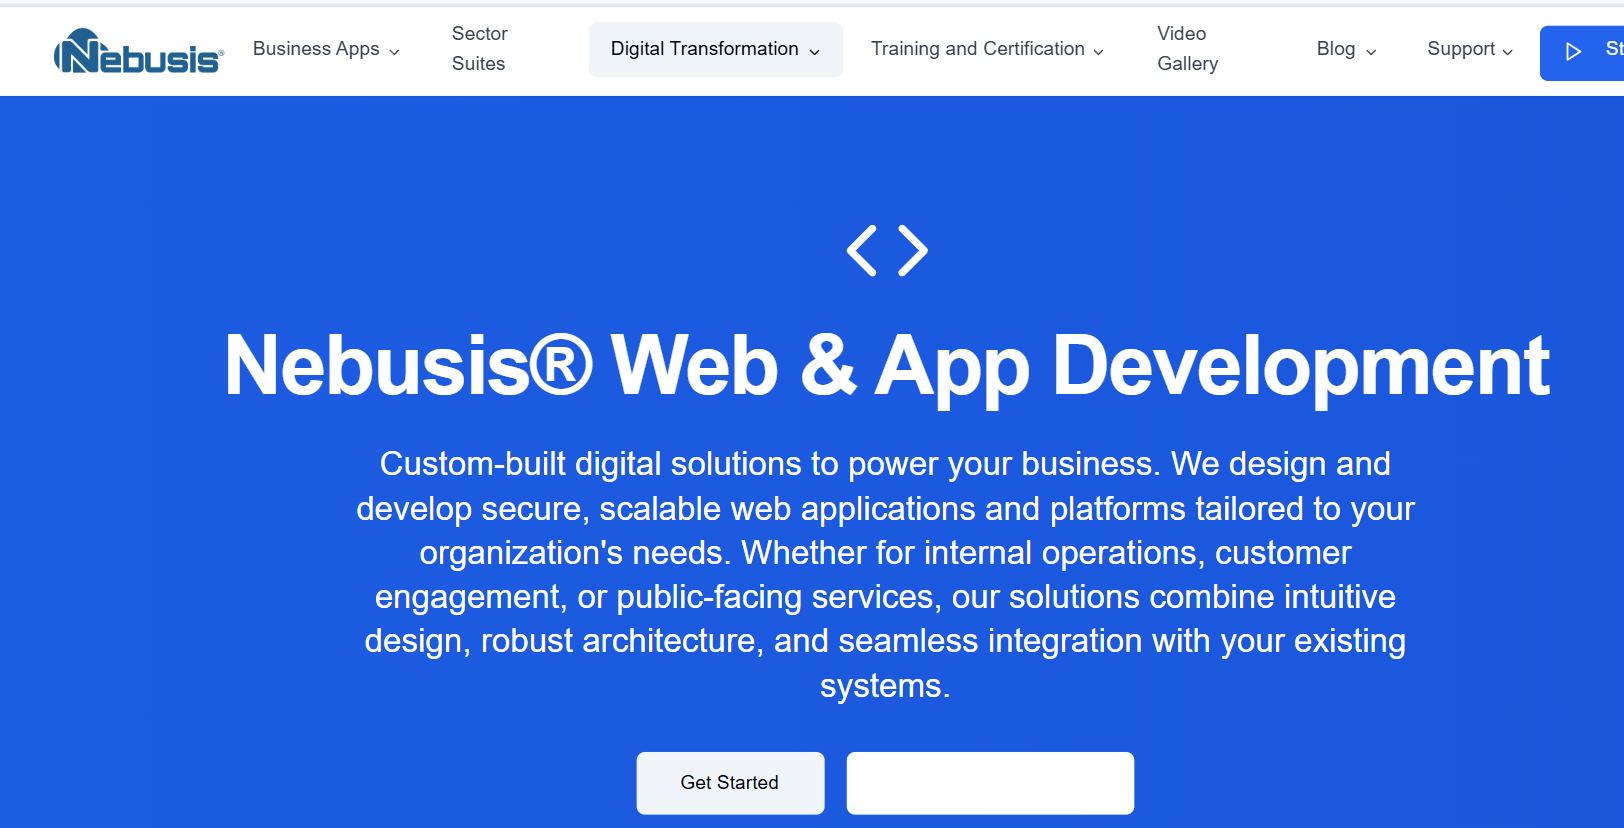 Nebusis®
Business Apps
Sector
Suites
Digital Transformation
Training and Certification
Video
Gallery
Blog
Support
Nebusis® Web & App Development
Custom-built digital solutions to power your business. We design and
develop secure, scalable web applications and platforms tailored to your
organization's needs. Whether for internal operations, customer
engagement, or public-facing services, our solutions combine intuitive
design, robust architecture, and seamless integration with your existing
systems.
Get Started